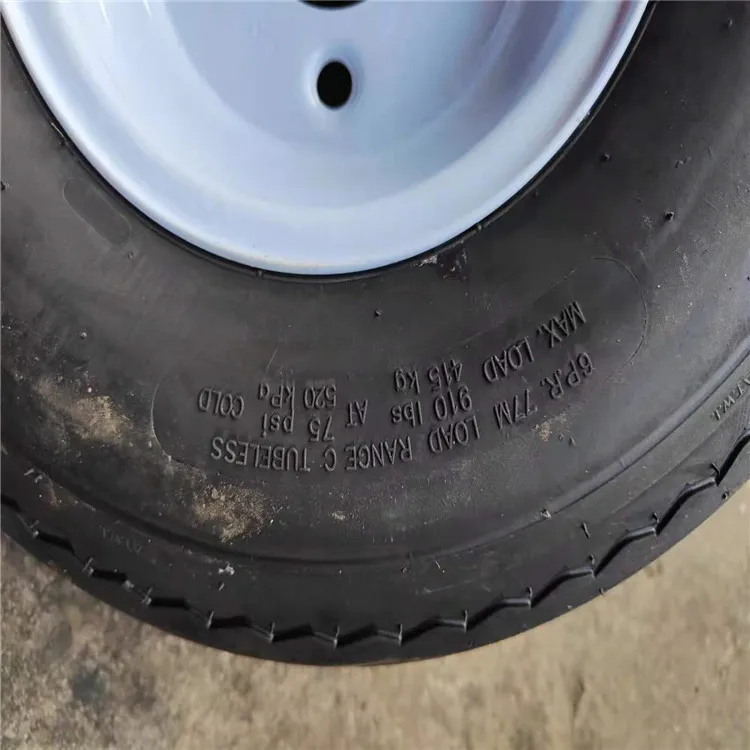 6P.R. 77M LOAD RANGE C TUBELESS
MAX. LOAD 415 kg AT 520 kPa
910 lbs 75 psi COLD